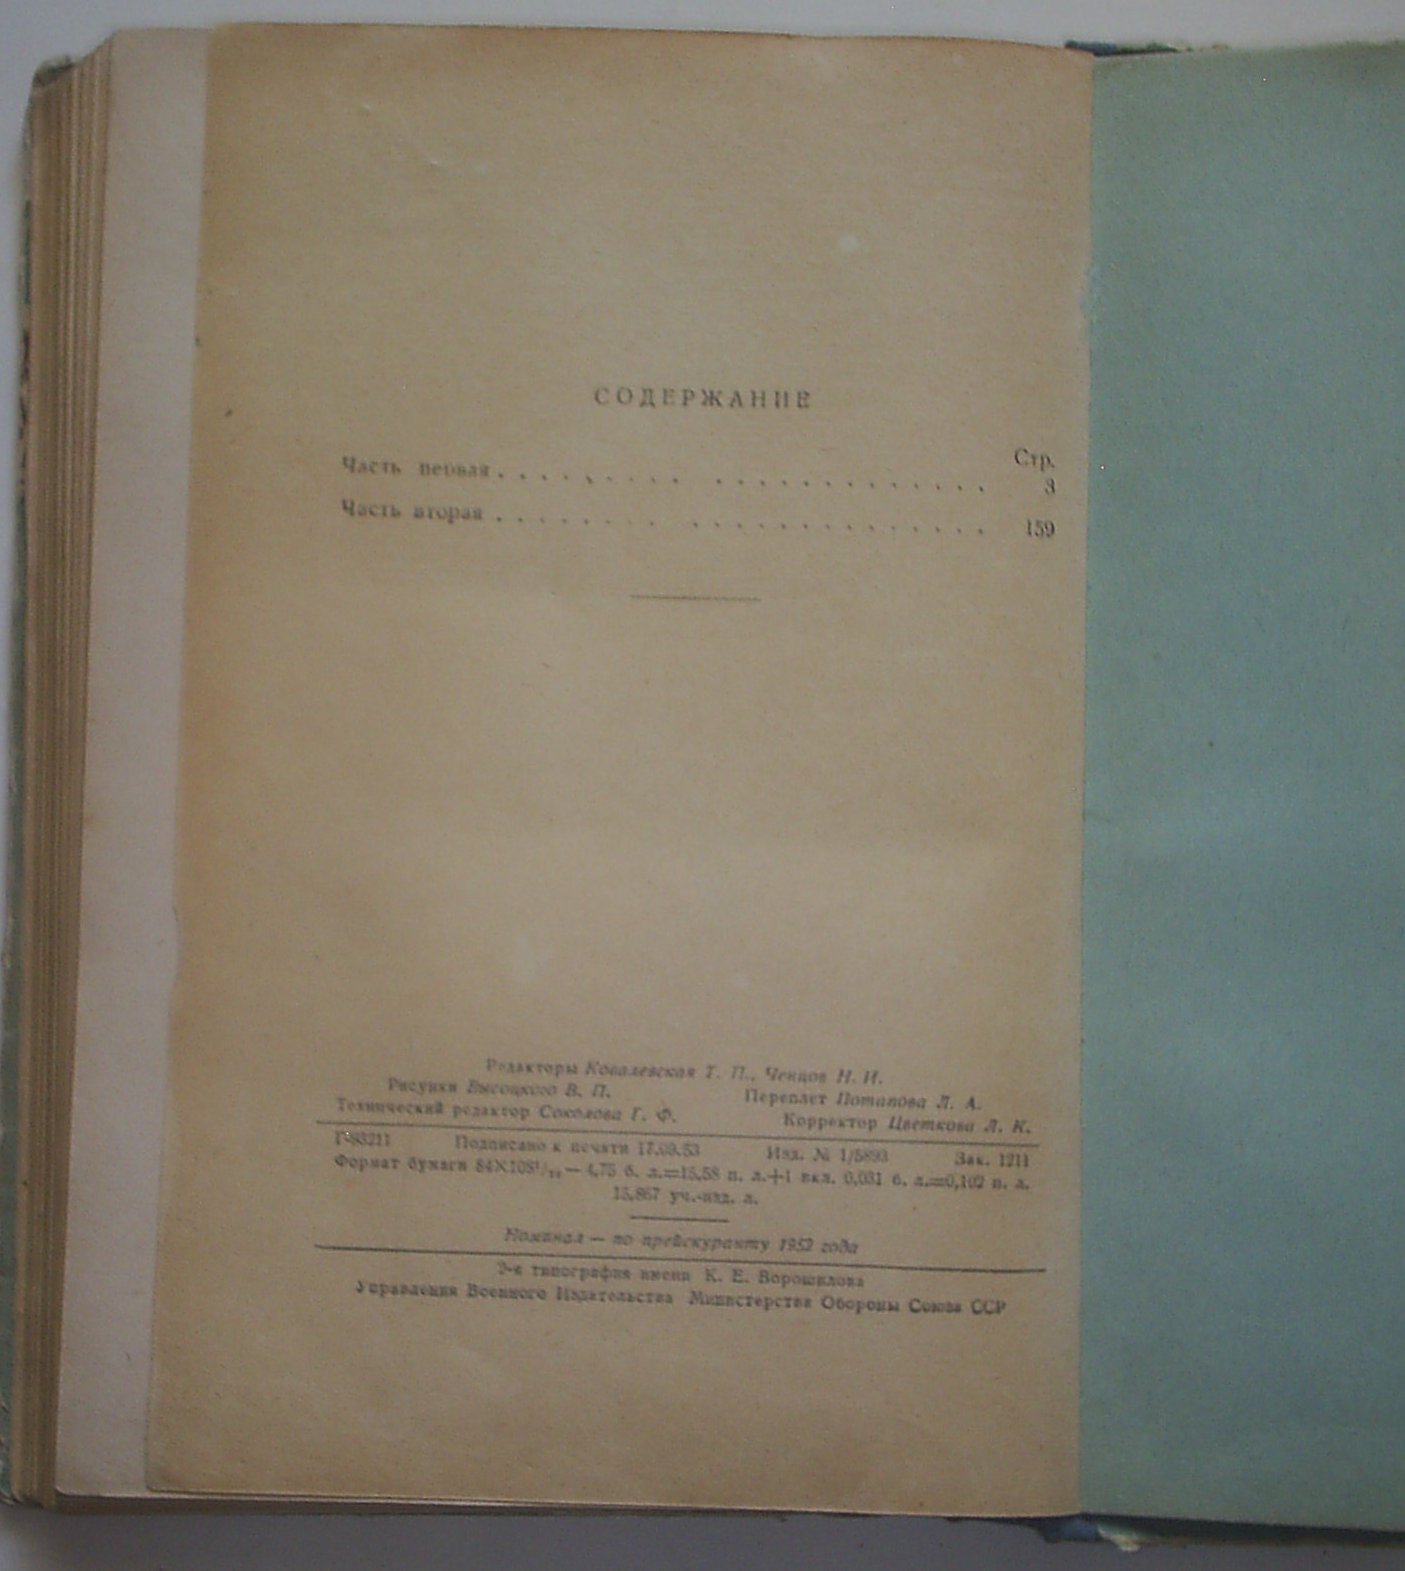 СОДЕРЖАНИЕ
Стр.
Часть первая . . . . . . . . . . . . . . . . . . . . . . 3
Часть вторая . . . . . . . . . . . . . . . . . . . . . . 159
Редакторы Ковалевская Т. П., Ченцов Н. И.
Рисунки Высоцкого В. П. Переплет Потапова Л. А.
Технический редактор Соколова Г. Ф. Корректор Цветкова Л. К.
Г-93211 Подписано к печати 17.09.53 Изд. № 1/5893 Зак. 1211
Формат бумаги 84×108¹/₃₂ — 4,75 б. л.=15,58 п. л.+1 вкл. 0,031 б. л.=0,102 п. л.
15,867 уч.-изд. л.
Номинал — по прейскуранту 1952 года
2-я типография имени К. Е. Ворошилова
Управления Военного Издательства Министерства Обороны Союза ССР